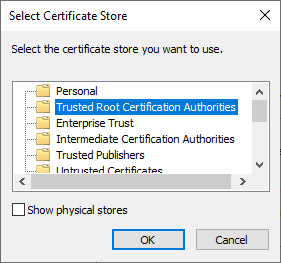 Select Certificate Store
Select the certificate store you want to use.
Personal
Trusted Root Certification Authorities
Enterprise Trust
Intermediate Certification Authorities
Trusted Publishers
Untrusted Certificates
Show physical stores
OK
Cancel